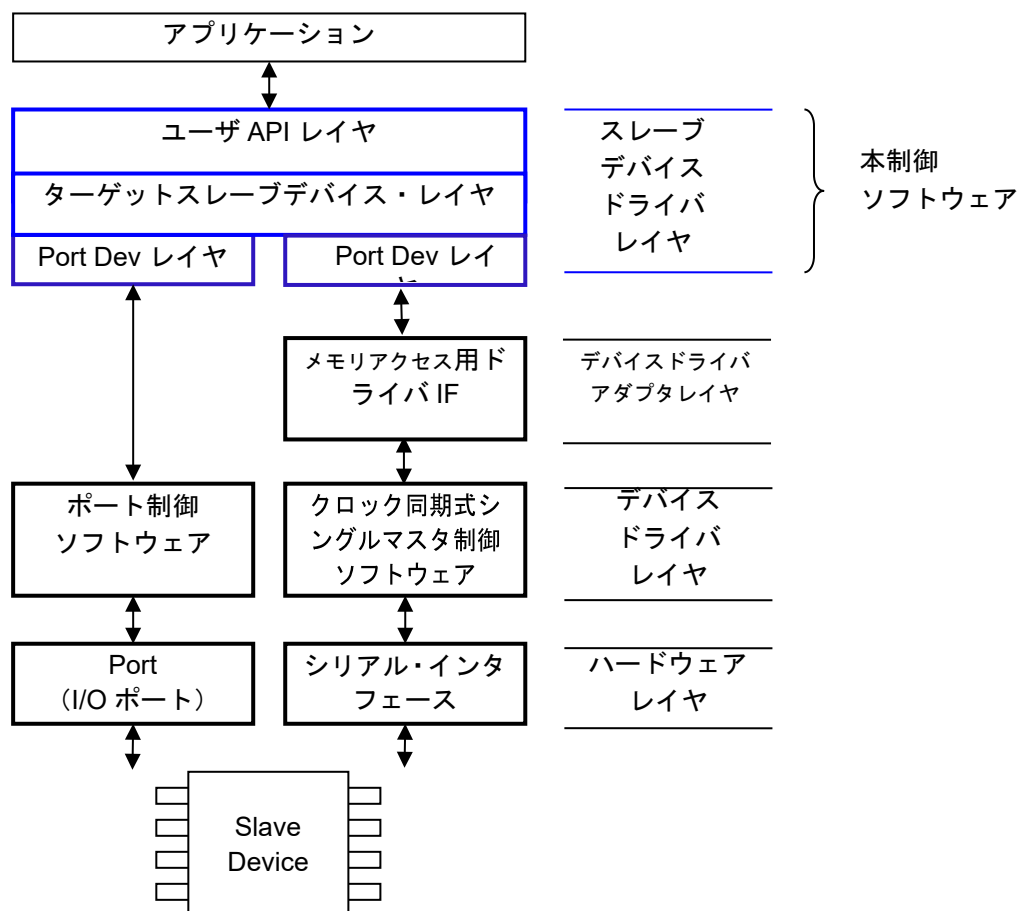 アプリケーション
ユーザ API レイヤ
ターゲットスレーブデバイス・レイヤ
Port Dev レイヤ
Port Dev レイ
スレーブ
デバイス
ドライバ
レイヤ
本制御
ソフトウェア
メモリアクセス用ド
ライバ IF
デバイスドライバ
アダプタレイヤ
ポート制御
ソフトウェア
クロック同期式シ
ングルマスタ制御
ソフトウェア
デバイス
ドライバ
レイヤ
Port
（I/O ポート）
シリアル・インタ
フェース
ハードウェア
レイヤ
Slave
Device